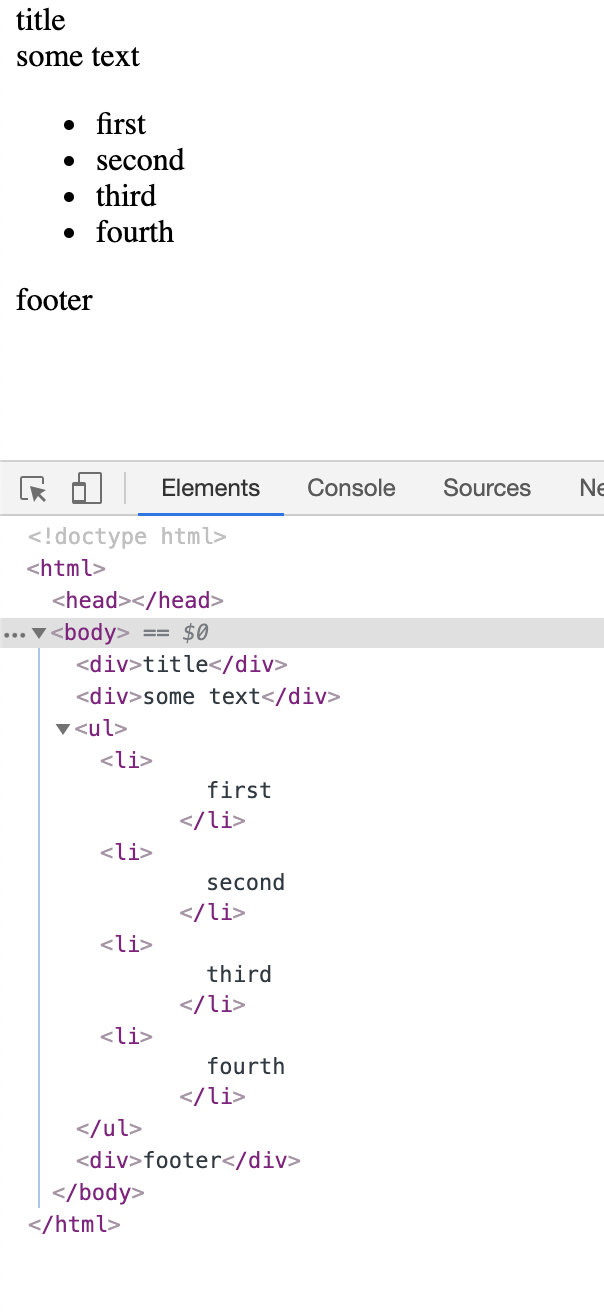 title
some text
• first
• second
• third
• fourth
footer
Elements Console Sources Ne
<!doctype html>
<html>
<head></head>
... ▼<body> == $0
<div>title</div>
<div>some text</div>
▼<ul>
<li>
first
</li>
<li>
second
</li>
<li>
third
</li>
<li>
fourth
</li>
</ul>
<div>footer</div>
</body>
</html>